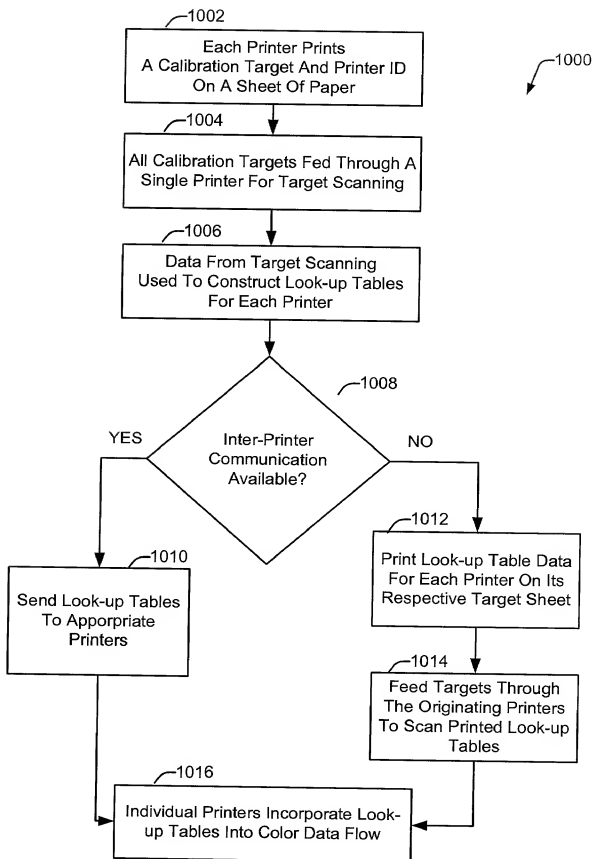 1002
Each Printer Prints
A Calibration Target And Printer ID
On A Sheet Of Paper
1000
1004
All Calibration Targets Fed Through A
Single Printer For Target Scanning
1006
Data From Target Scanning
Used To Construct Look-up Tables
For Each Printer
1008
Inter-Printer
Communication
Available?
YES
NO
1010
Send Look-up Tables
To Apporpriate
Printers
1012
Print Look-up Table Data
For Each Printer On Its
Respective Target Sheet
1014
Feed Targets Through
The Originating Printers
To Scan Printed Look-up
Tables
1016
Individual Printers Incorporate Look-
up Tables Into Color Data Flow